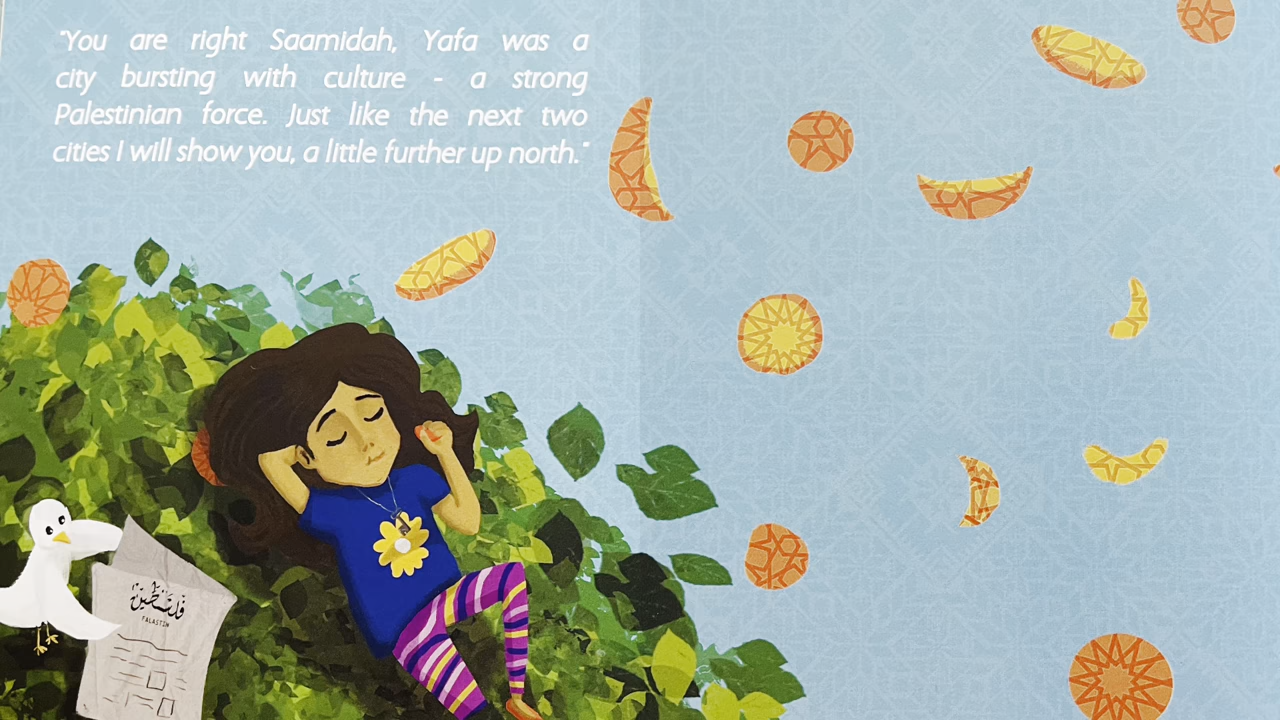 "You are right Saamidah, Yafa was a
city bursting with culture - a strong
Palestinian force. Just like the next two
cities I will show you, a little further up north."
فلسطين
FALASTIN